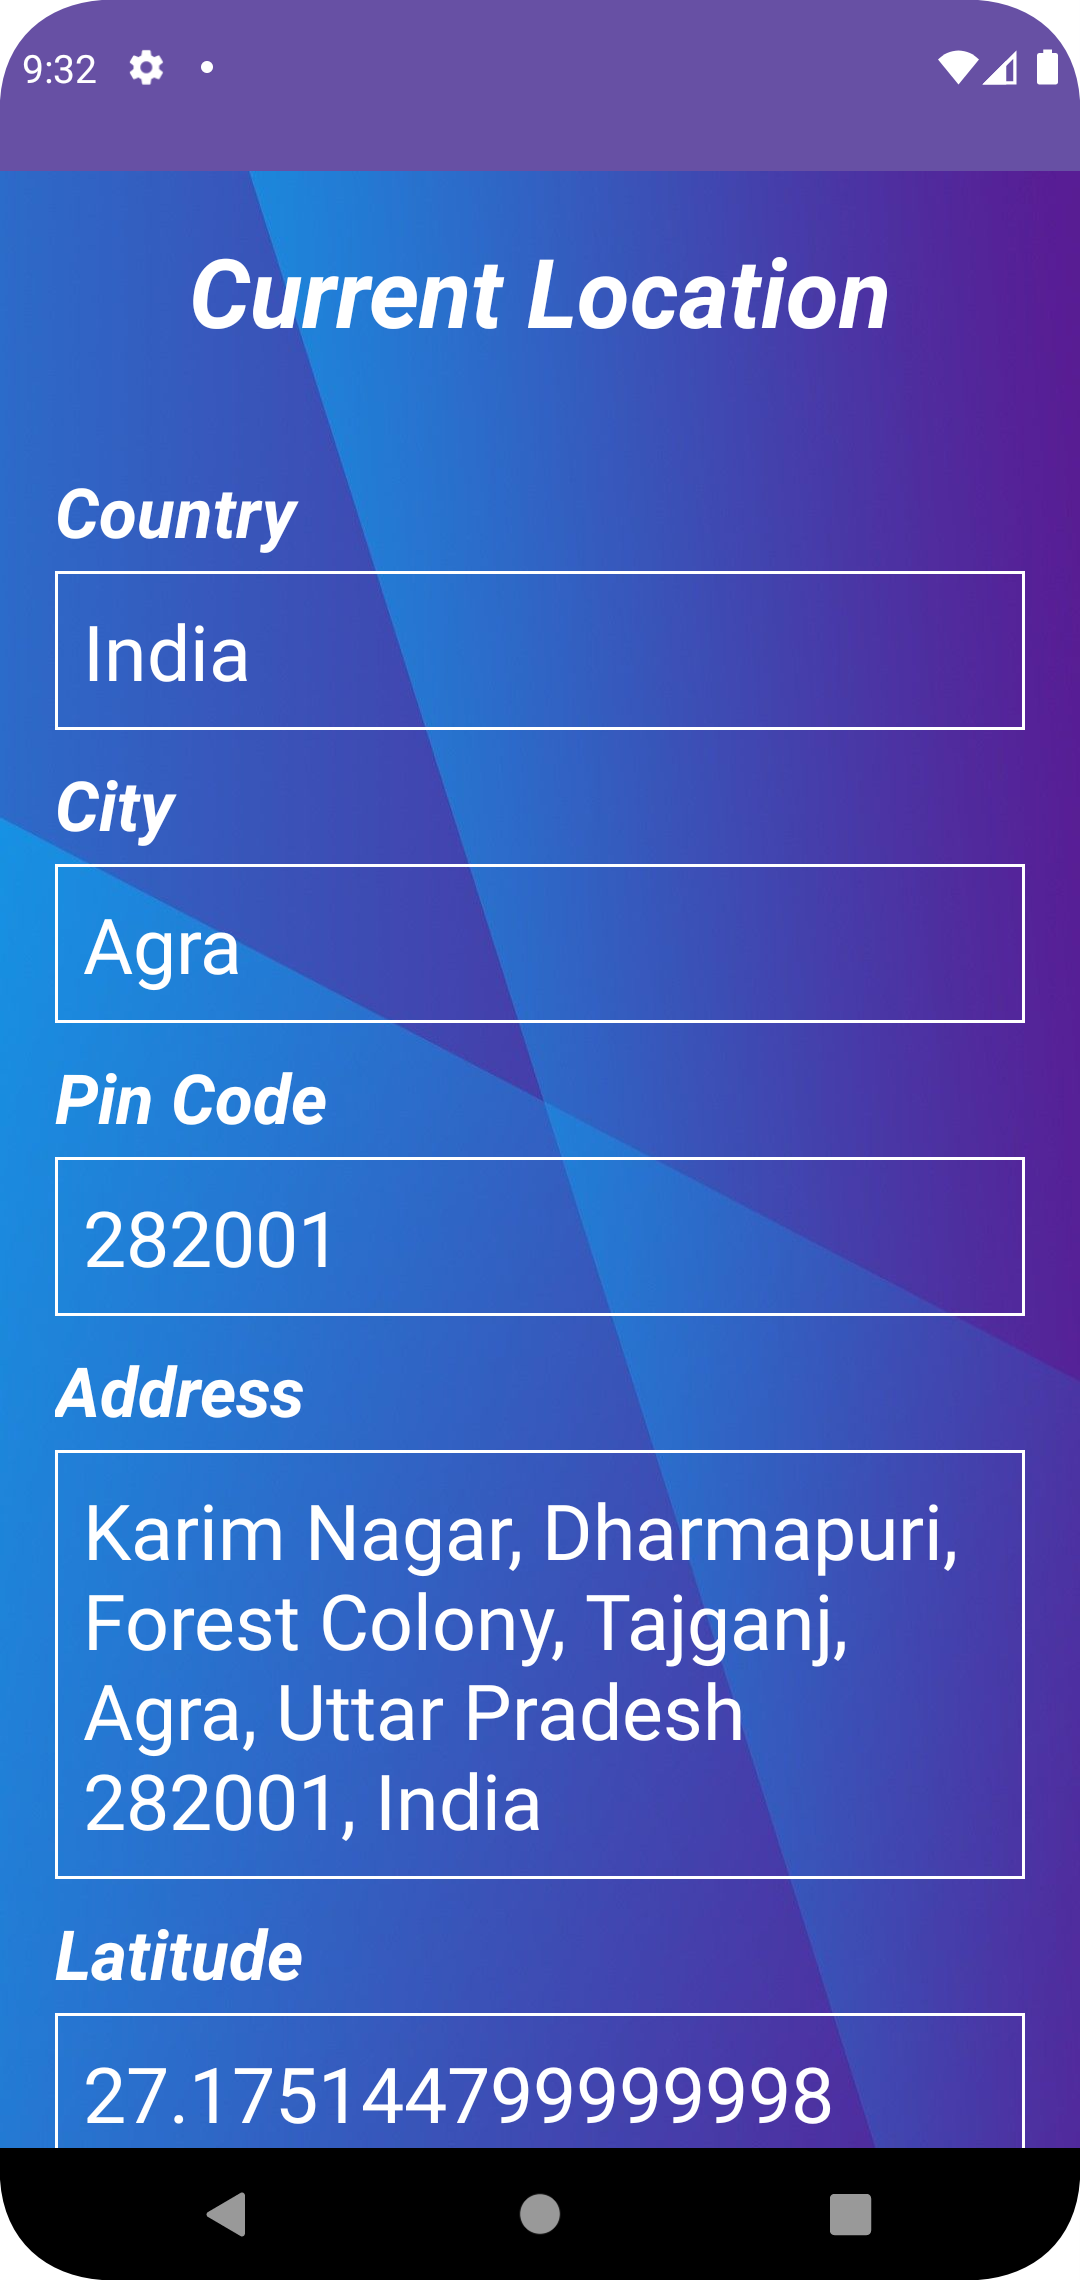 9:32
Current Location
Country
India
City
Agra
Pin Code
282001
Address
Karim Nagar, Dharmapuri,
Forest Colony, Tajganj,
Agra, Uttar Pradesh
282001, India
Latitude
27.175144799999998